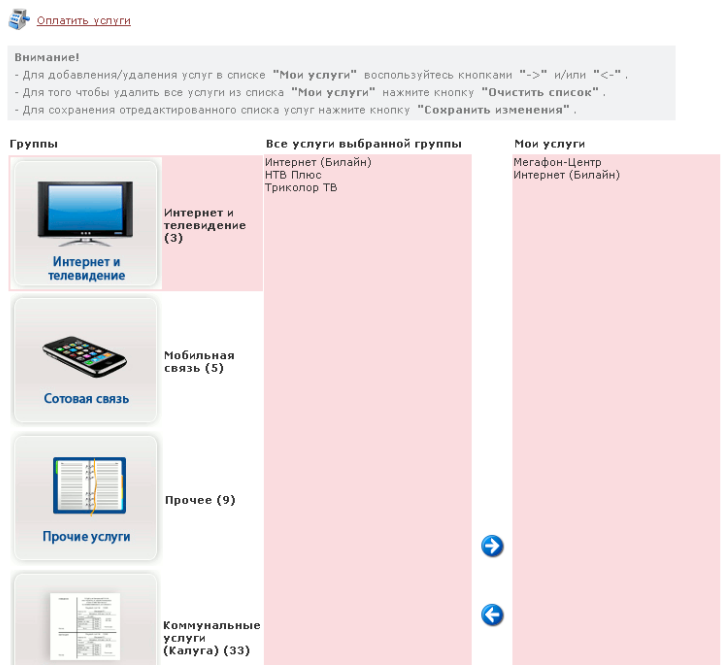 Оплатить услуги
Внимание!
- Для добавления/удаления услуг в списке "Мои услуги" воспользуйтесь кнопками "->" и/или "<-" .
- Для того чтобы удалить все услуги из списка "Мои услуги" нажмите кнопку "Очистить список" .
- Для сохранения отредактированного списка услуг нажмите кнопку "Сохранить изменения" .
Группы
Все услуги выбранной группы
Мои услуги
Интернет и
телевидение
Интернет и
телевидение
(3)
Интернет (Билайн)
НТВ Плюс
Триколор ТВ
Мегафон-Центр
Интернет (Билайн)
Сотовая связь
Мобильная
связь (5)
Прочие услуги
Прочее (9)
Коммунальные
услуги
(Калуга) (33)